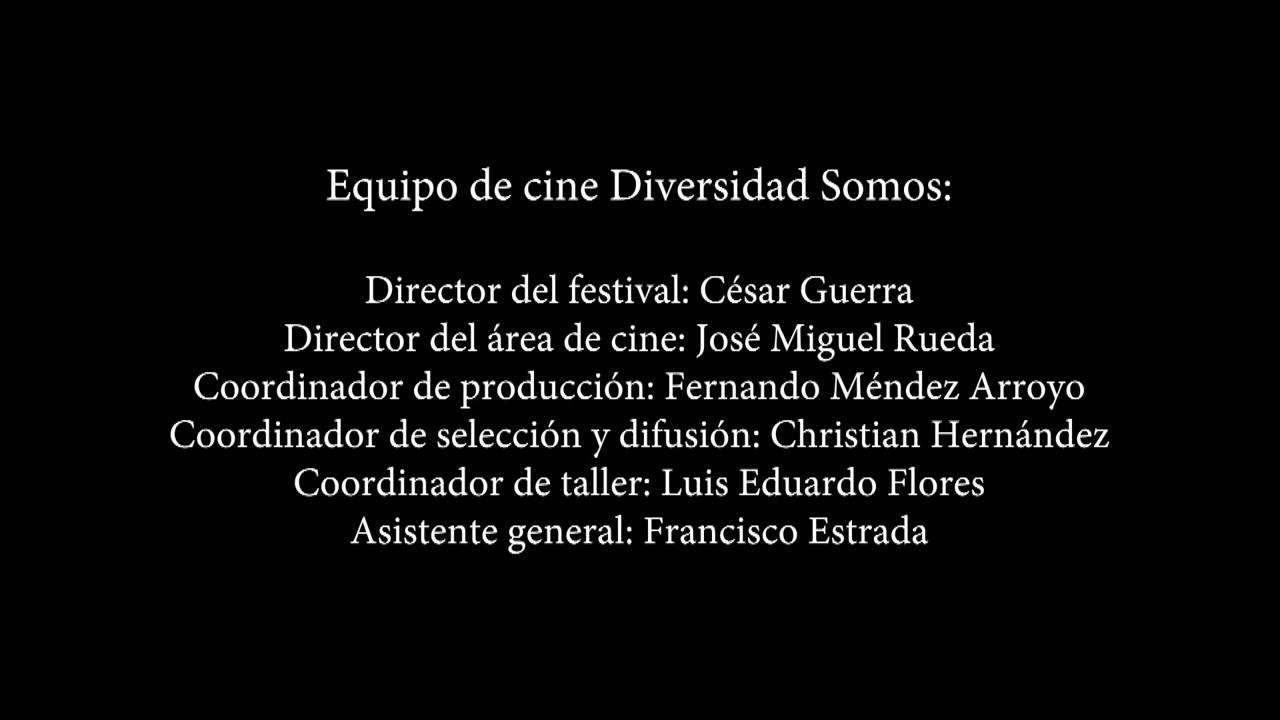 Equipo de cine Diversidad Somos:
Director del festival: César Guerra
Director del área de cine: José Miguel Rueda
Coordinador de producción: Fernando Méndez Arroyo
Coordinador de selección y difusión: Christian Hernández
Coordinador de taller: Luis Eduardo Flores
Asistente general: Francisco Estrada